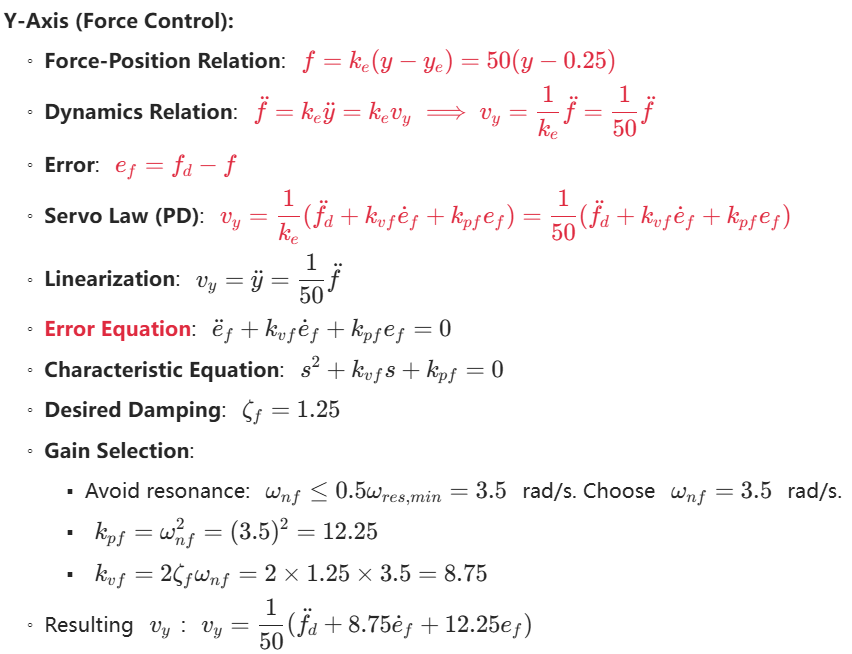 Y-Axis (Force Control):
◦ Force-Position Relation: $f = k_e(y - y_e) = 50(y - 0.25)$
◦ Dynamics Relation: $\ddot{f} = k_e\ddot{y} = k_e v_y \implies v_y = \frac{1}{k_e}\ddot{f} = \frac{1}{50}\ddot{f}$
◦ Error: $e_f = f_d - f$
◦ Servo Law (PD): $v_y = \frac{1}{k_e}(\ddot{f}_d + k_{vf}\dot{e}_f + k_{pf}e_f) = \frac{1}{50}(\ddot{f}_d + k_{vf}\dot{e}_f + k_{pf}e_f)$
◦ Linearization: $v_y = \ddot{y} = \frac{1}{50}\ddot{f}$
◦ Error Equation: $\ddot{e}_f + k_{vf}\dot{e}_f + k_{pf}e_f = 0$
◦ Characteristic Equation: $s^2 + k_{vf}s + k_{pf} = 0$
◦ Desired Damping: $\zeta_f = 1.25$
◦ Gain Selection:
▪ Avoid resonance: $\omega_{nf} \leq 0.5\omega_{res,min} = 3.5$ rad/s. Choose $\omega_{nf} = 3.5$ rad/s.
▪ $k_{pf} = \omega_{nf}^2 = (3.5)^2 = 12.25$
▪ $k_{vf} = 2\zeta_f\omega_{nf} = 2 \times 1.25 \times 3.5 = 8.75$
◦ Resulting $v_y$ : $v_y = \frac{1}{50}(\ddot{f}_d + 8.75\dot{e}_f + 12.25e_f)$